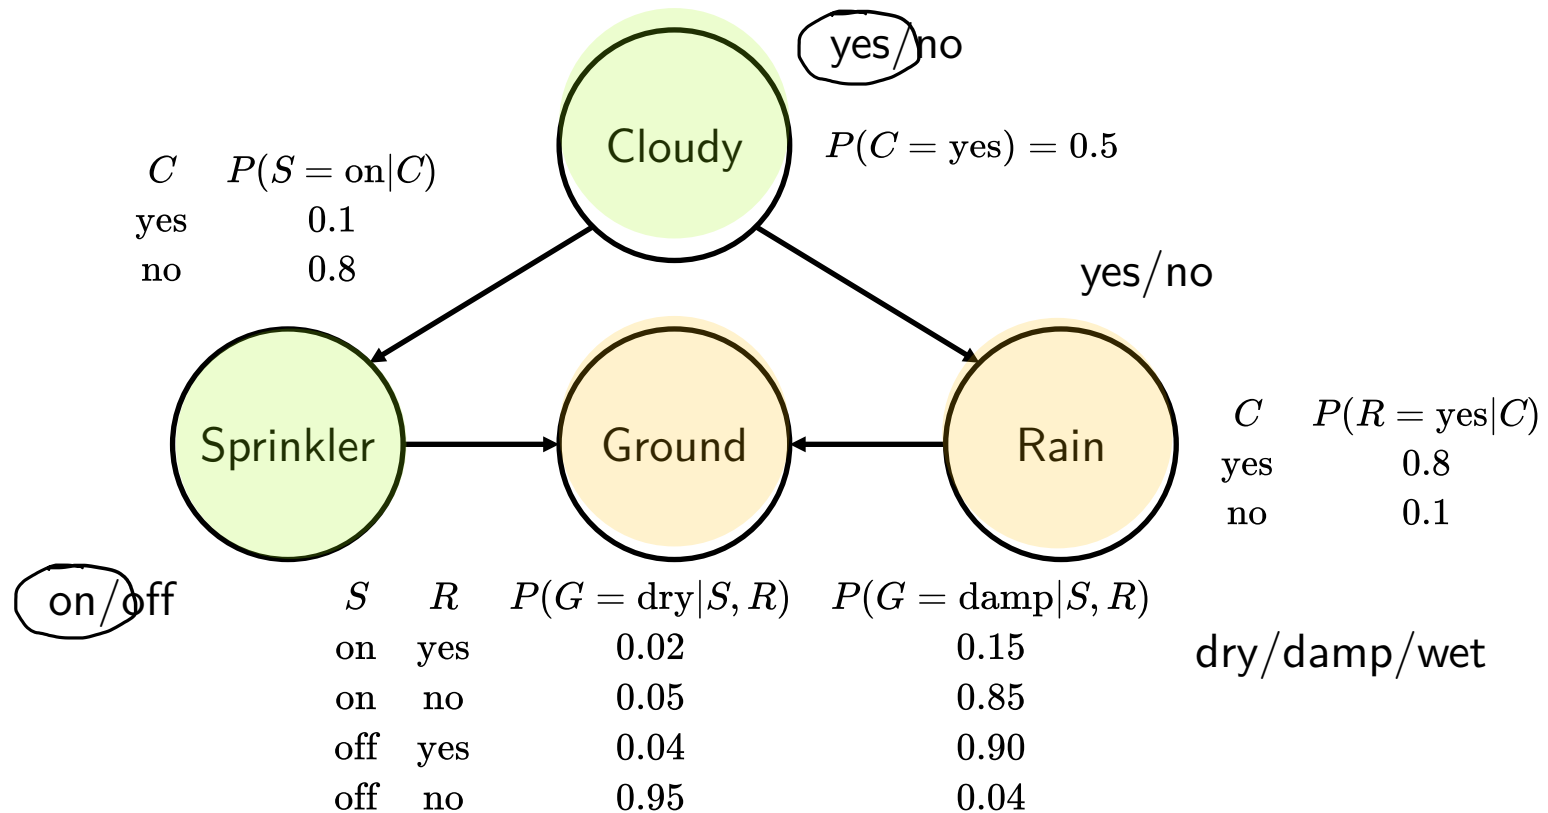 yes/no
Cloudy
P(C = yes) = 0.5
C P(S = on|C)
yes 0.1
no 0.8
yes/no
Sprinkler
Ground
Rain
C P(R = yes|C)
yes 0.8
no 0.1
on/off
S R P(G = dry|S, R) P(G = damp|S, R)
on yes 0.02 0.15
on no 0.05 0.85
off yes 0.04 0.90
off no 0.95 0.04
dry/damp/wet